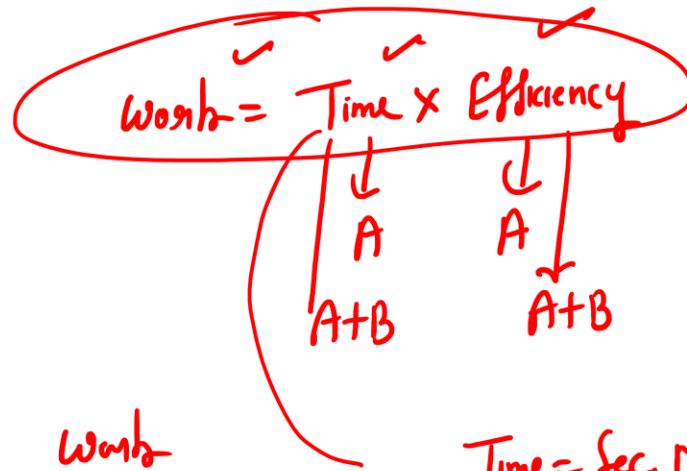 Work = Time × Efficiency
A A
A+B A+B
Work Time = Sec,